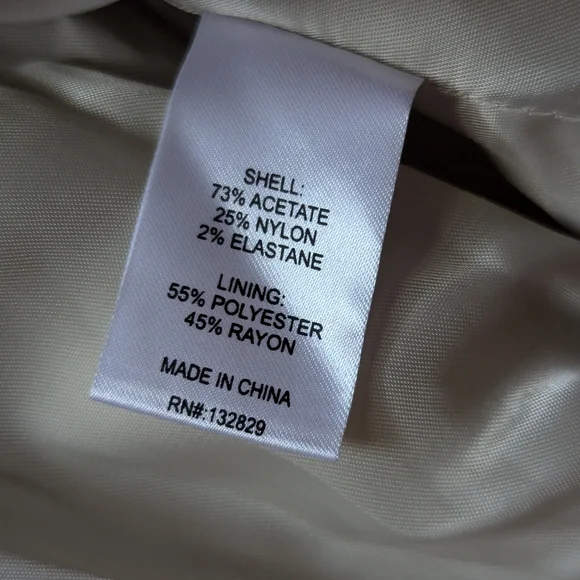 SHELL:
73% ACETATE
25% NYLON
2% ELASTANE
LINING:
55% POLYESTER
45% RAYON
MADE IN CHINA
RN#:132829